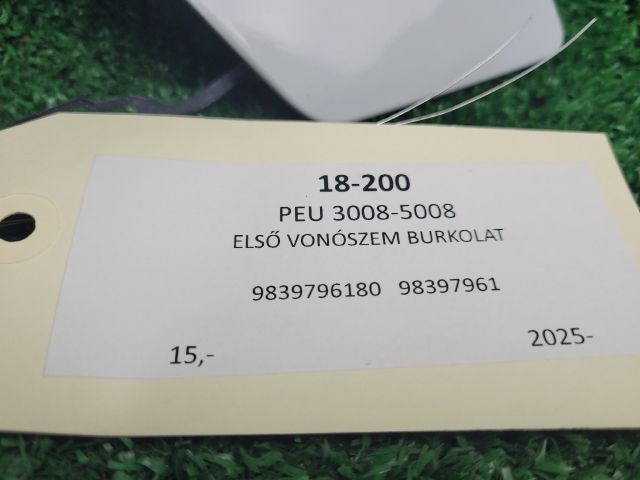 18-200
PEU 3008-5008
ELSŐ VONÓSZEM BURKOLAT
9839796180 98397961
15,- 2025-